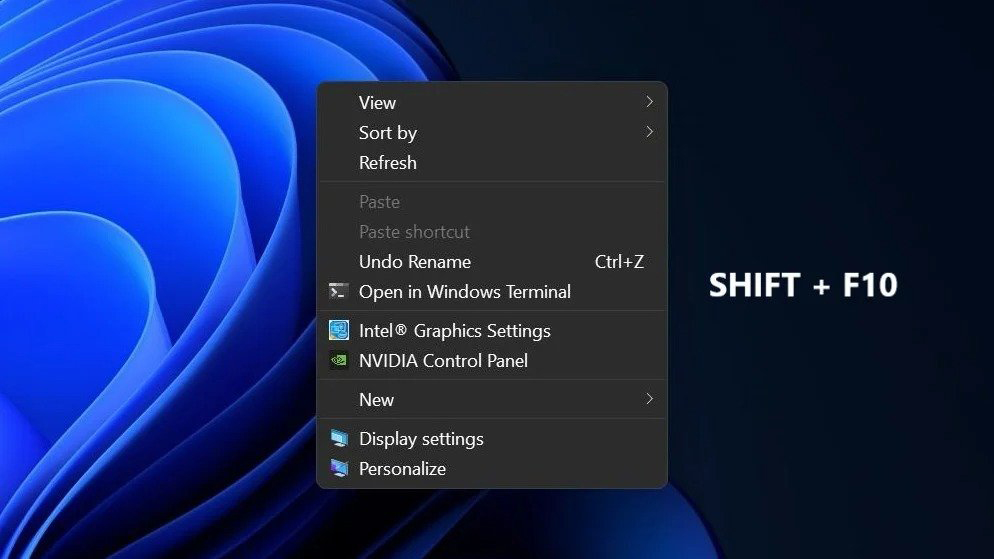 View
Sort by
Refresh
Paste
Paste shortcut
Undo Rename Ctrl+Z
Open in Windows Terminal
Intel® Graphics Settings
NVIDIA Control Panel
New
Display settings
Personalize
SHIFT + F10